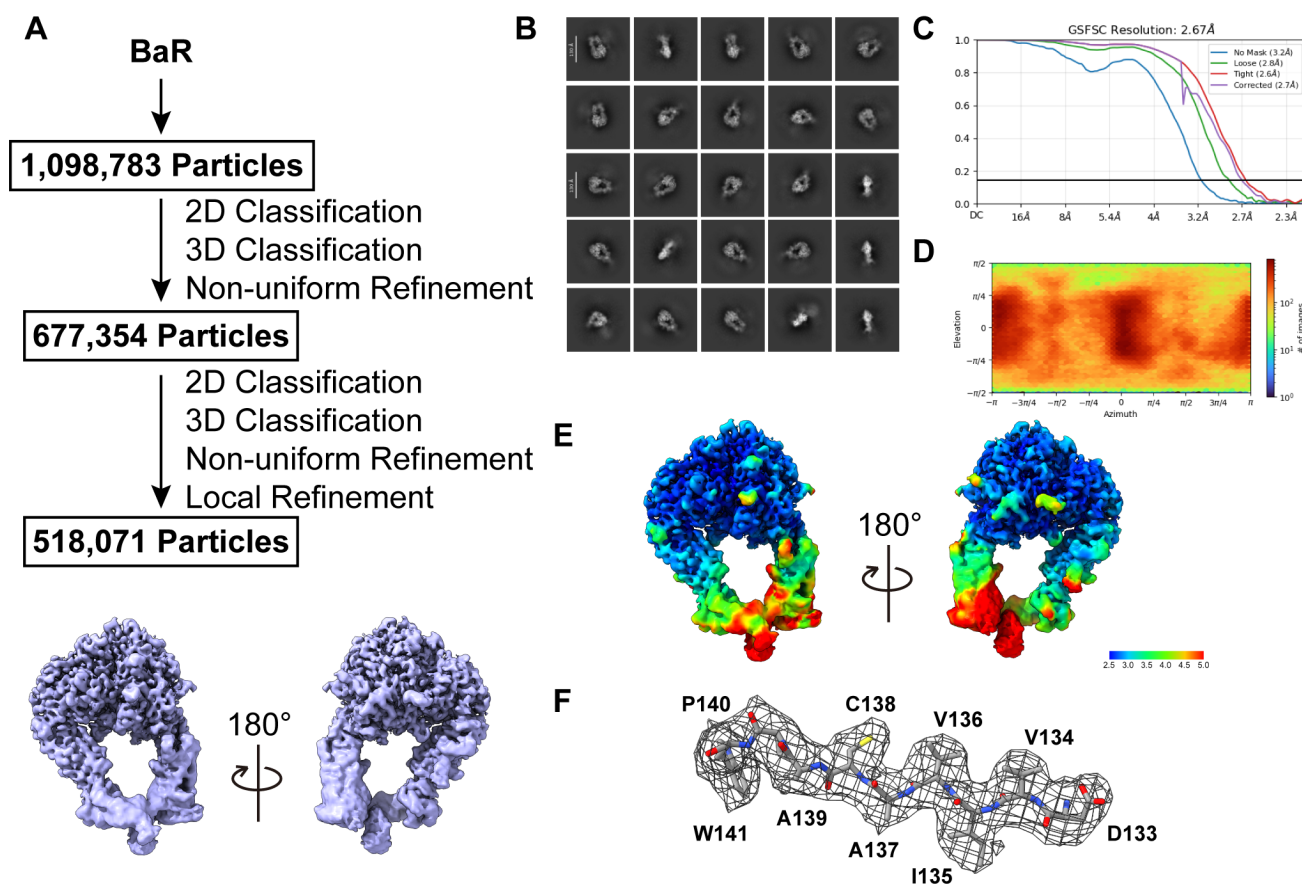 A
BaR
1,098,783 Particles
2D Classification
3D Classification
Non-uniform Refinement
677,354 Particles
2D Classification
3D Classification
Non-uniform Refinement
Local Refinement
518,071 Particles
180°
B
130 Å
130 Å
C
GSFSC Resolution: 2.67Å
No Mask (3.2Å)
Loose (2.8Å)
Tight (2.6Å)
Corrected (2.7Å)
1.0
0.8
0.6
0.4
0.2
0.0
DC 16Å 8Å 5.4Å 4Å 3.2Å 2.7Å 2.3Å
D
π/2
π/4
0
−π/4
−π/2
Elevation
−π −3π/4 −π/2 −π/4 0 π/4 π/2 3π/4 π
Azimuth
10²
10¹
10⁰
# of images
E
180°
2.5 3.0 3.5 4.0 4.5 5.0
F
P140
C138
V136
V134
W141
A139
A137
I135
D133